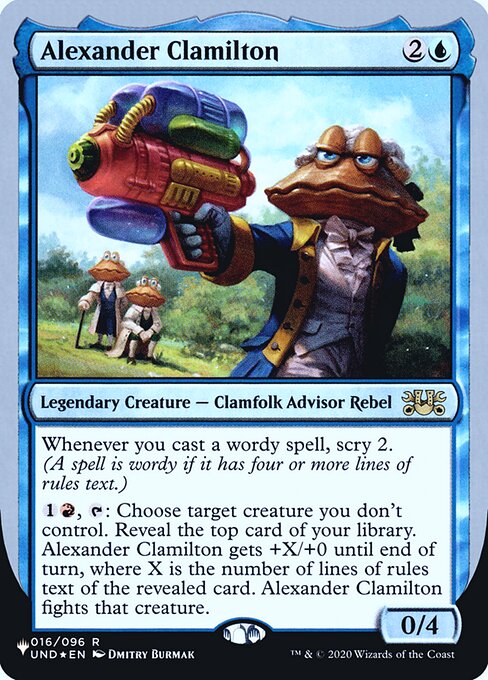 Alexander Clamilton 2
Legendary Creature — Clamfolk Advisor Rebel
Whenever you cast a wordy spell, scry 2.
(A spell is wordy if it has four or more lines of
rules text.)
1, : Choose target creature you don't
control. Reveal the top card of your library.
Alexander Clamilton gets +X/+0 until end of
turn, where X is the number of lines of rules
text of the revealed card. Alexander Clamilton
fights that creature.
0/4
016/096 R
UND★EN Dmitry Burmak
™ & © 2020 Wizards of the Coast